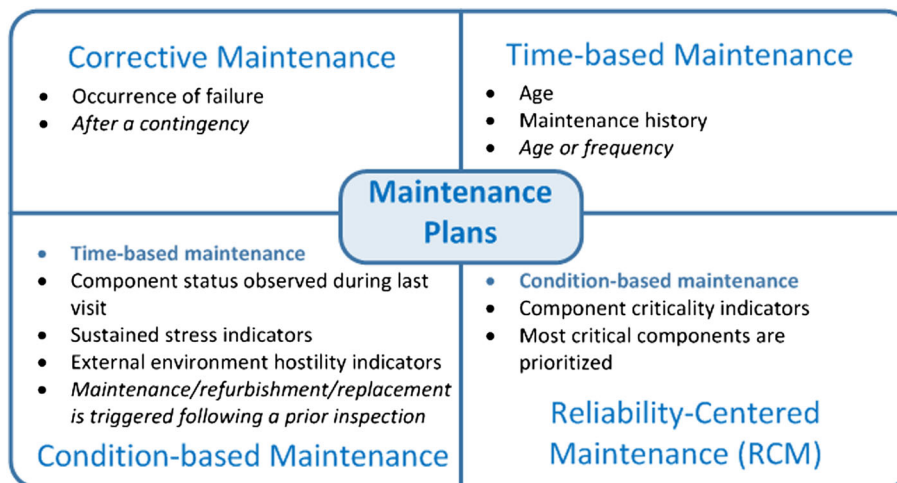 Corrective Maintenance
• Occurrence of failure
• After a contingency
Time-based Maintenance
• Age
• Maintenance history
• Age or frequency
Maintenance
Plans
• Time-based maintenance
• Component status observed during last
visit
• Sustained stress indicators
• External environment hostility indicators
• Maintenance/refurbishment/replacement
is triggered following a prior inspection
Condition-based Maintenance
• Condition-based maintenance
• Component criticality indicators
• Most critical components are
prioritized
Reliability-Centered
Maintenance (RCM)